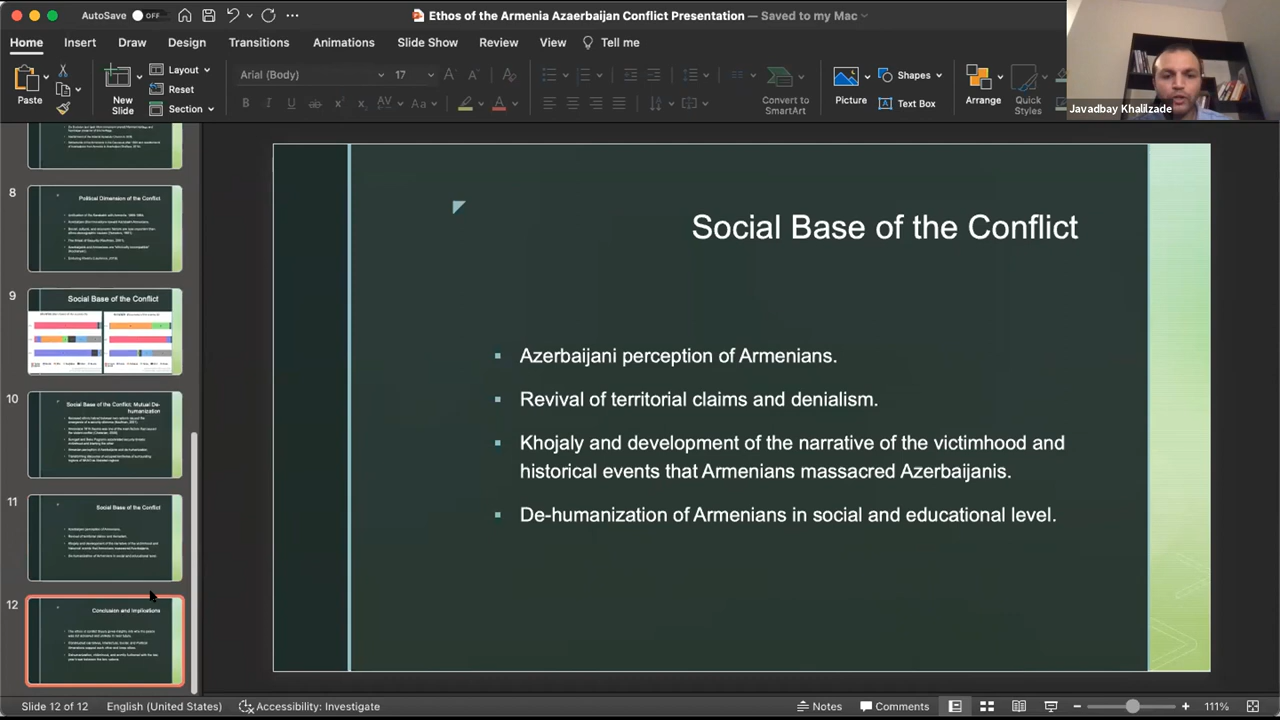 AutoSave OFF
Ethos of the Armenia Azaerbaijan Conflict Presentation — Saved to my Mac
Home Insert Draw Design Transitions Animations Slide Show Review View Tell me
Paste
New Slide
Layout
Reset
Section
Arial (Body) 17
Convert to SmartArt
Picture
Shapes
Text Box
Arrange
Quick Styles
Javadbay Khalilzade
8
Political Dimension of the Conflict
9
Social Base of the Conflict
10
Social Base of the Conflict: Mutual De-
humanization
11
Social Base of the Conflict
Azerbaijani perception of Armenians.
12
Conclusion and Implications
Social Base of the Conflict
Azerbaijani perception of Armenians.
Revival of territorial claims and denialism.
Khojaly and development of the narrative of the victimhood and
historical events that Armenians massacred Azerbaijanis.
De-humanization of Armenians in social and educational level.
Slide 12 of 12 English (United States) Accessibility: Investigate Notes Comments 111%